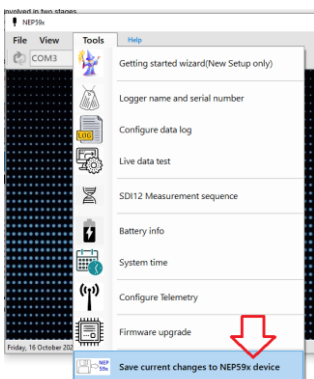 involved in two stages
NEP59x
File View Tools Help
COM3
Getting started wizard(New Setup only)
Logger name and serial number
LOG
Configure data log
Live data test
SDI12 Measurement sequence
Battery info
System time
Configure Telemetry
Firmware upgrade
Friday, 16 October 202
NEP
59x
Save current changes to NEP59x device